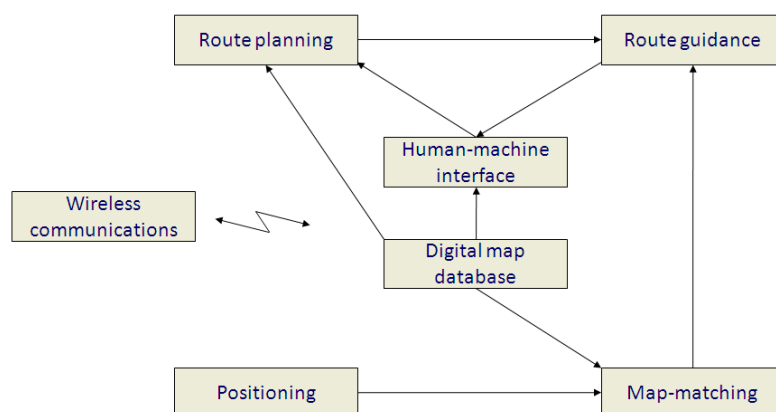 Route planning
Route guidance
Human-machine
interface
Wireless
communications
Digital map
database
Positioning
Map-matching